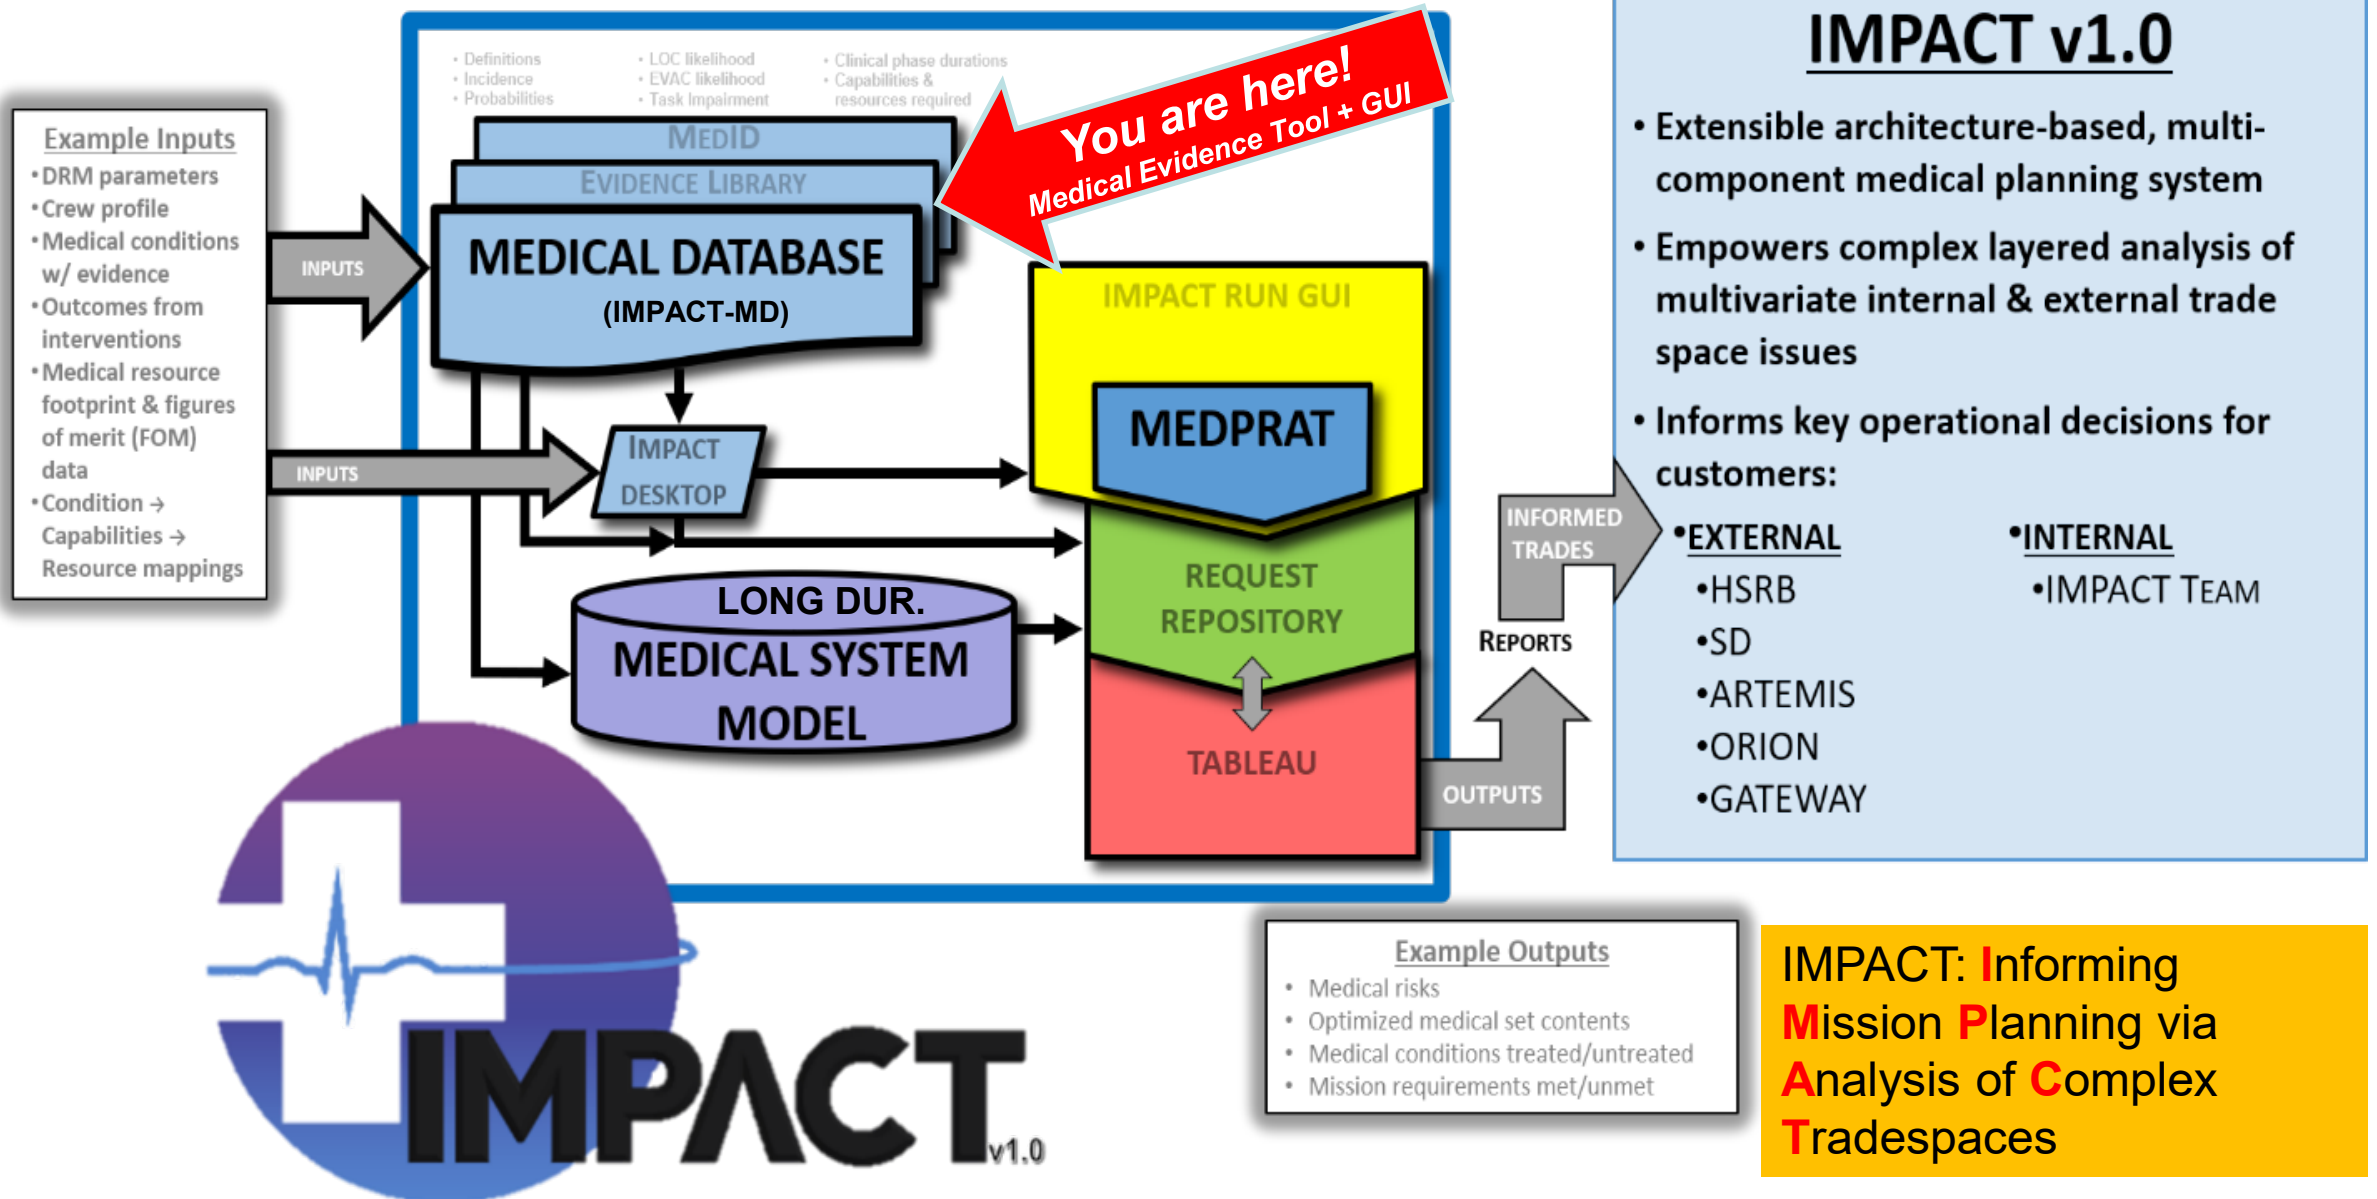 • Definitions
• Incidence
• Probabilities
• LOC likelihood
• EVAC likelihood
• Task Impairment
• Clinical phase durations
• Capabilities &
resources required
You are here!
Medical Evidence Tool + GUI
Example Inputs
• DRM parameters
• Crew profile
• Medical conditions
w/ evidence
• Outcomes from
interventions
• Medical resource
footprint & figures
of merit (FOM)
data
• Condition →
Capabilities →
Resource mappings
INPUTS
INPUTS
MEDID
EVIDENCE LIBRARY
MEDICAL DATABASE
(IMPACT-MD)
IMPACT
DESKTOP
LONG DUR.
MEDICAL SYSTEM
MODEL
IMPACT RUN GUI
MEDPRAT
REQUEST
REPOSITORY
TABLEAU
OUTPUTS
REPORTS
INFORMED
TRADES
IMPACT v1.0
• Extensible architecture-based, multi-
component medical planning system
• Empowers complex layered analysis of
multivariate internal & external trade
space issues
• Informs key operational decisions for
customers:
•EXTERNAL
•HSRB
•SD
•ARTEMIS
•ORION
•GATEWAY
•INTERNAL
•IMPACT TEAM
Example Outputs
• Medical risks
• Optimized medical set contents
• Medical conditions treated/untreated
• Mission requirements met/unmet
IMPACT: Informing
Mission Planning via
Analysis of Complex
Tradespaces
IMPACT
v1.0